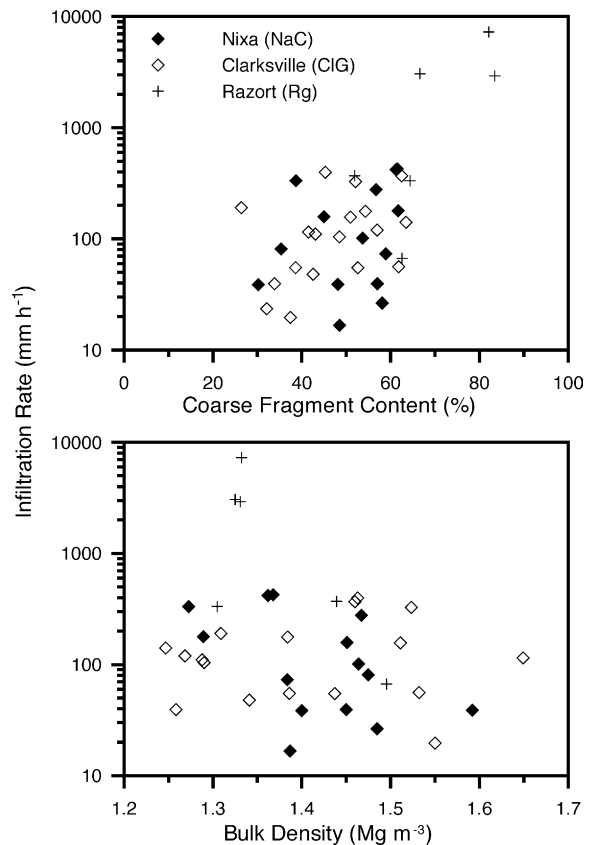 10000
Nixa (NaC)
Clarksville (ClG)
Razort (Rg)
1000
100
10
0 20 40 60 80 100
Coarse Fragment Content (%)
Infiltration Rate (mm h-1)
10000
1000
100
10
1.2 1.3 1.4 1.5 1.6 1.7
Bulk Density (Mg m-3)